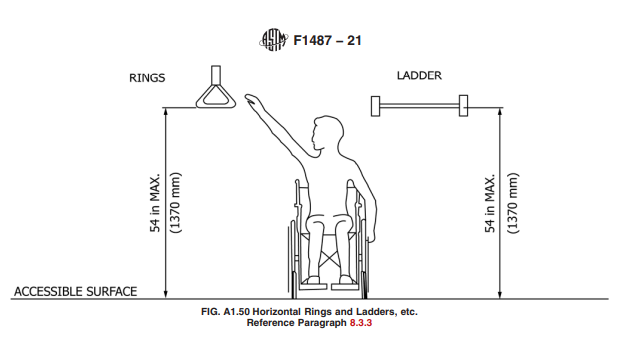 ASTM F1487 – 21
RINGS
LADDER
54 in MAX.
(1370 mm)
54 in MAX.
(1370 mm)
ACCESSIBLE SURFACE
FIG. A1.50 Horizontal Rings and Ladders, etc.
Reference Paragraph 8.3.3